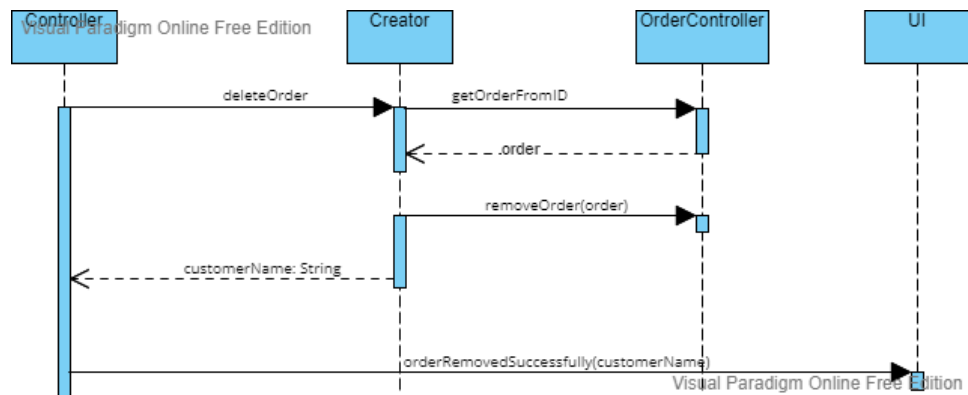 Controller
Creator
OrderController
UI
Visual Paradigm Online Free Edition
deleteOrder
getOrderFromID
order
removeOrder(order)
customerName: String
orderRemovedSuccessfully(customerName)
Visual Paradigm Online Free Edition